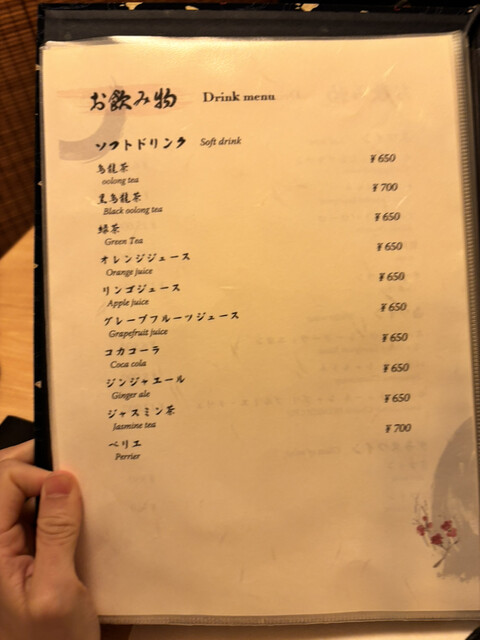 お飲み物 Drink menu
ソフトドリンク Soft drink
烏龍茶 ¥650
oolong tea
黒烏龍茶 ¥700
Black oolong tea
緑茶 ¥650
Green Tea
オレンジジュース ¥650
Orange juice
リンゴジュース ¥650
Apple juice
グレープフルーツジュース ¥650
Grapefruit juice
コカコーラ ¥650
Coca cola
ジンジャエール ¥650
Ginger ale
ジャスミン茶 ¥650
Jasmine tea
ペリエ ¥700
Perrier